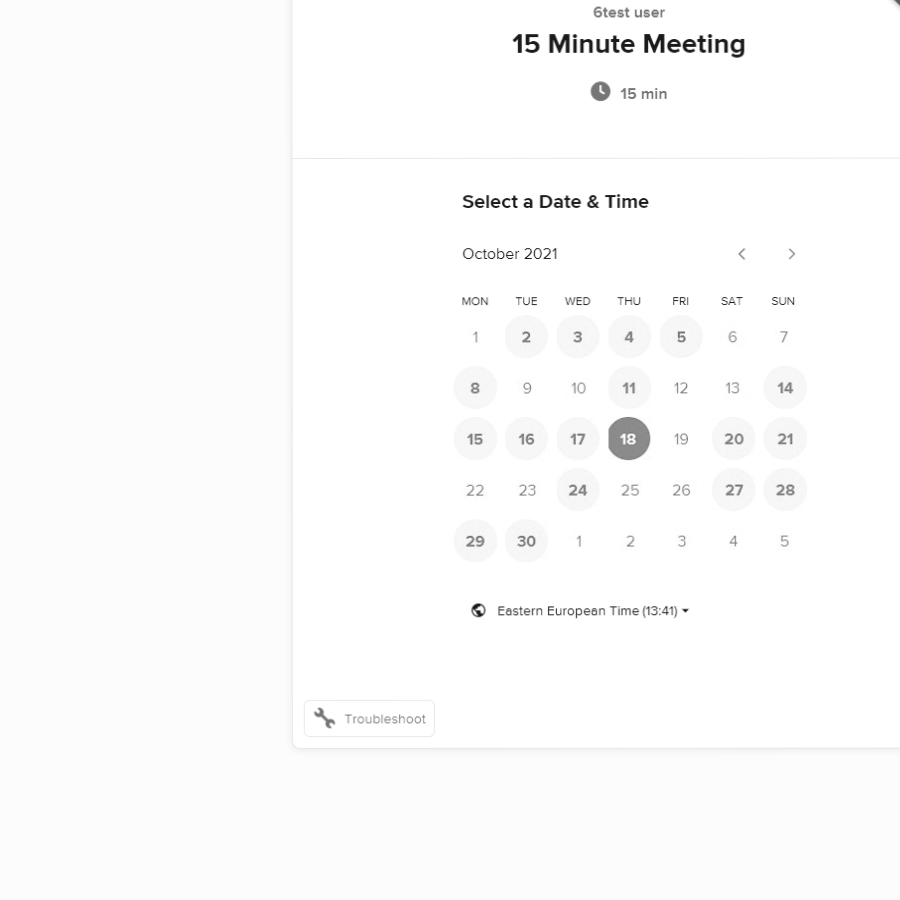 6test user
15 Minute Meeting
15 min
Select a Date & Time
October 2021
MON TUE WED THU FRI SAT SUN
1 2 3 4 5 6 7
8 9 10 11 12 13 14
15 16 17 18 19 20 21
22 23 24 25 26 27 28
29 30 1 2 3 4 5
Eastern European Time (13:41)
Troubleshoot